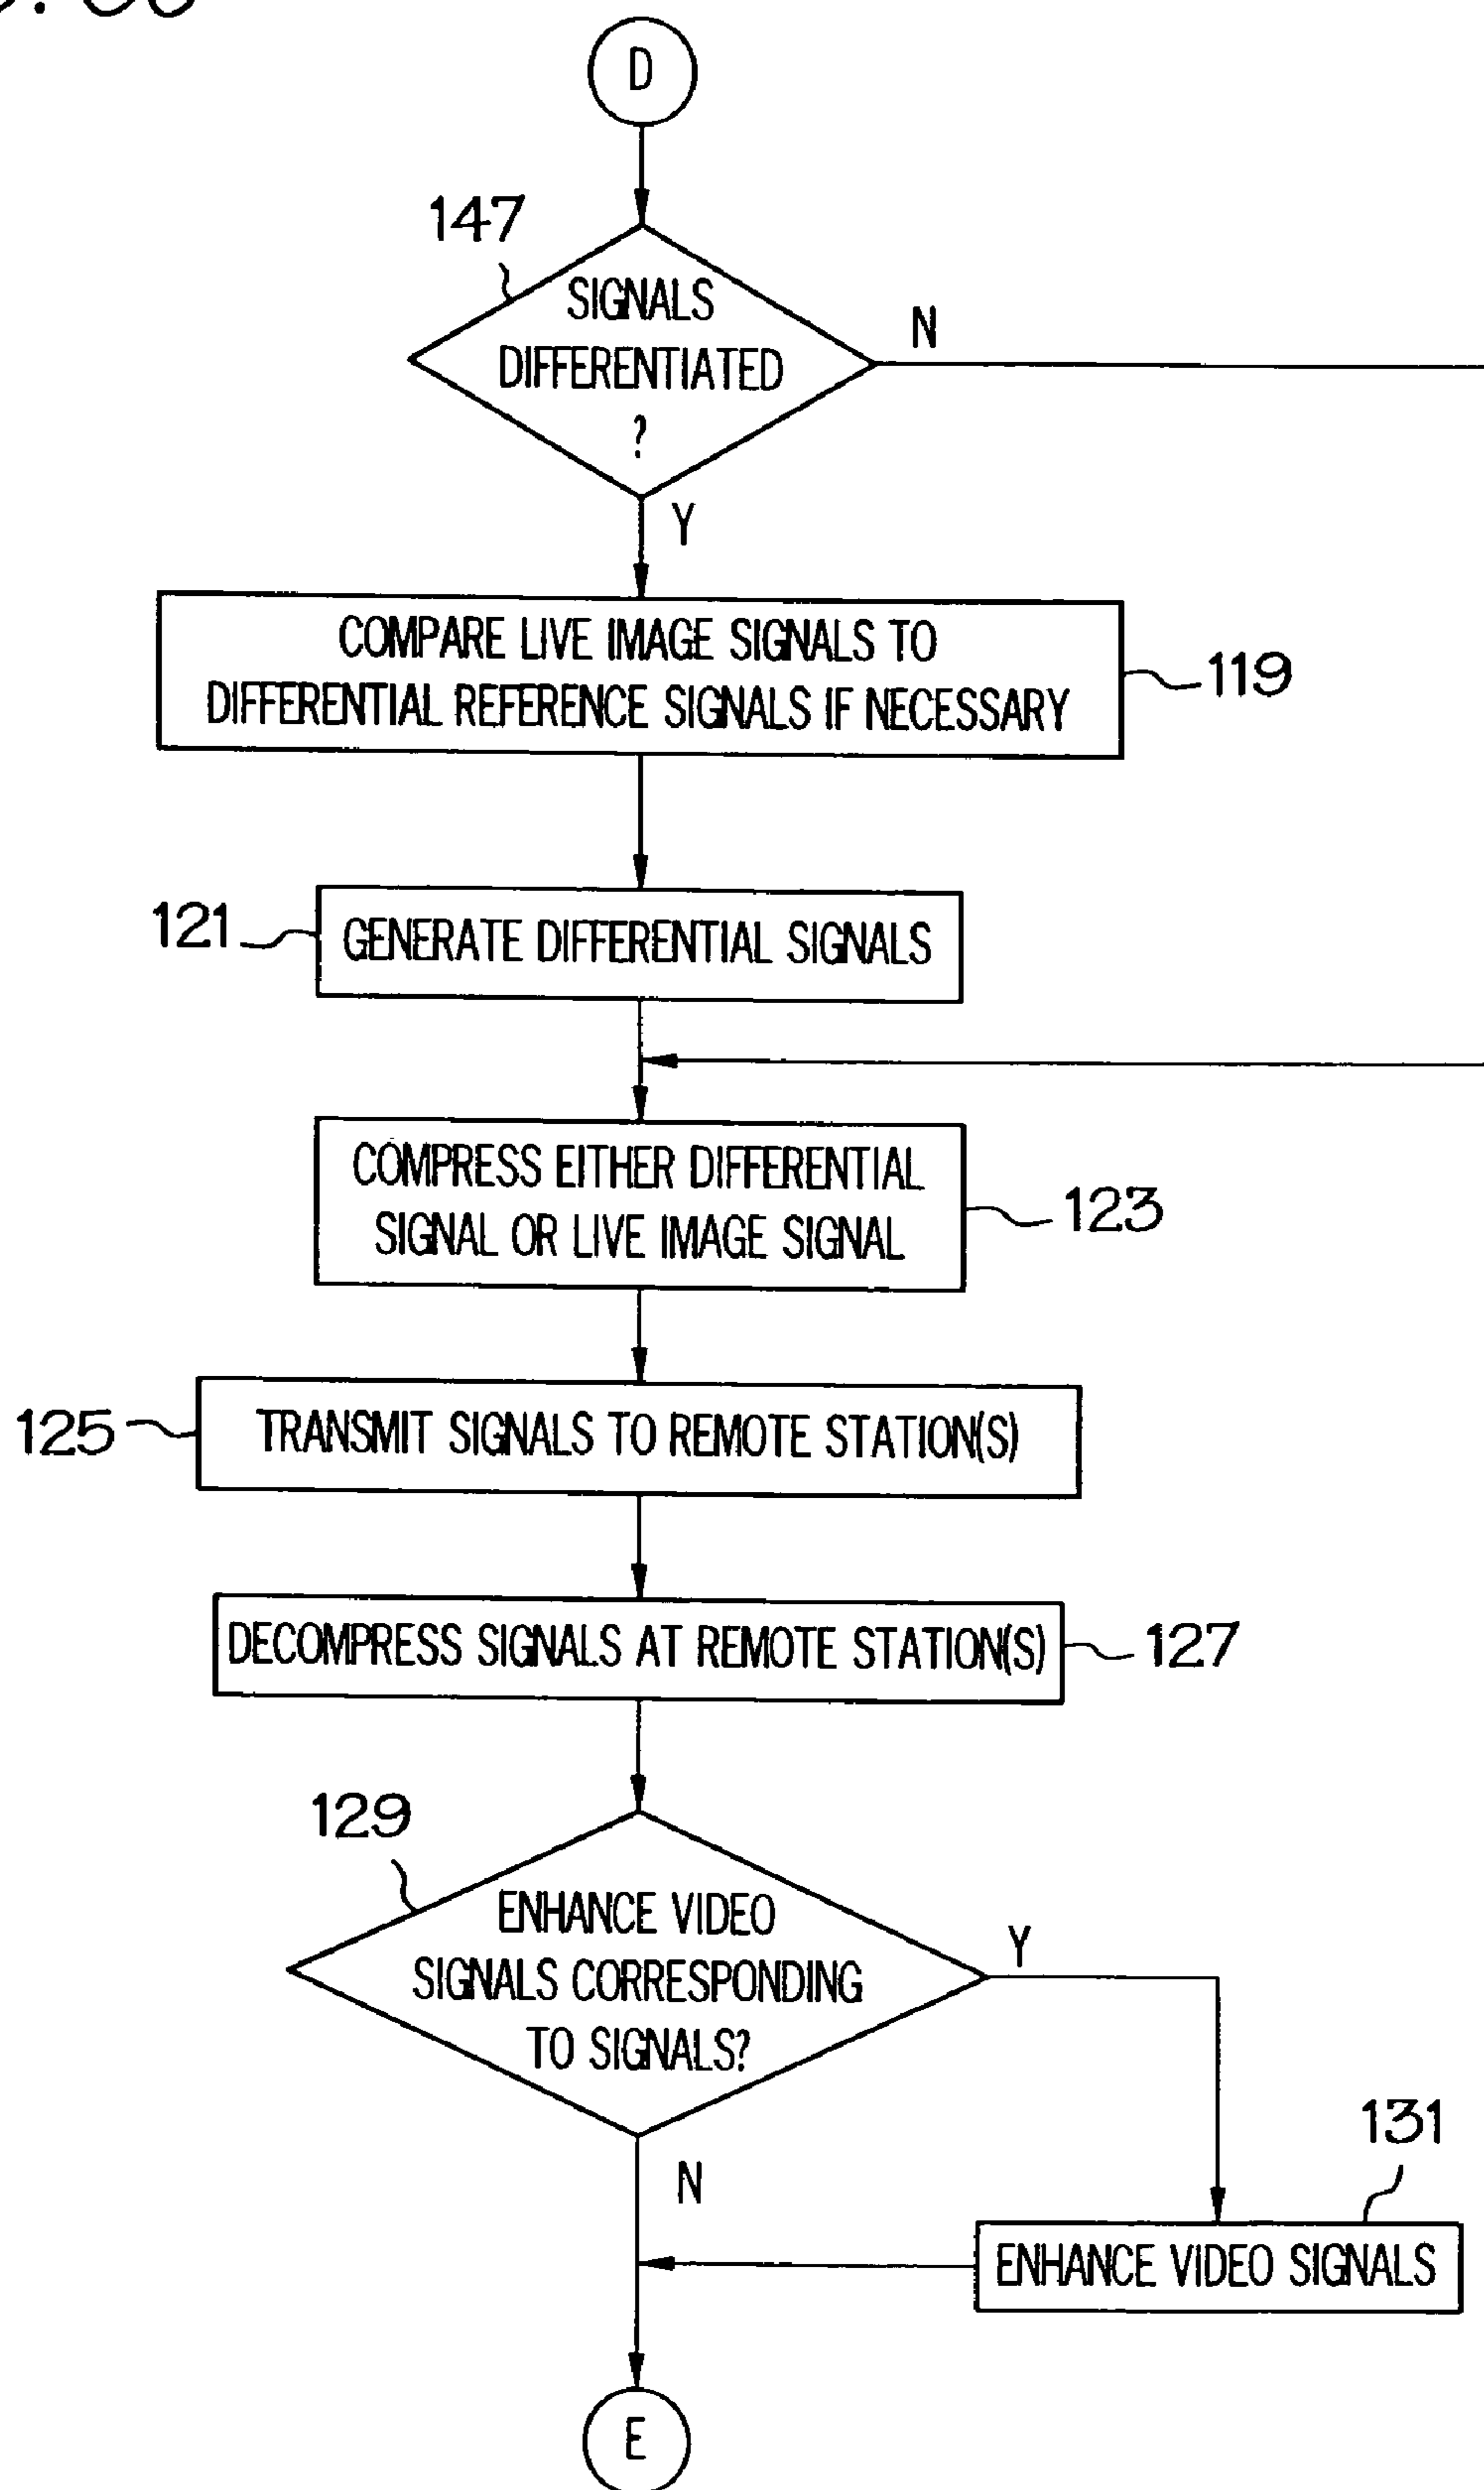 D
147
SIGNALS
DIFFERENTIATED
?
N
Y
COMPARE LIVE IMAGE SIGNALS TO
DIFFERENTIAL REFERENCE SIGNALS IF NECESSARY
119
121
GENERATE DIFFERENTIAL SIGNALS
COMPRESS EITHER DIFFERENTIAL
SIGNAL OR LIVE IMAGE SIGNAL
123
125
TRANSMIT SIGNALS TO REMOTE STATION(S)
DECOMPRESS SIGNALS AT REMOTE STATION(S)
127
129
ENHANCE VIDEO
SIGNALS CORRESPONDING
TO SIGNALS?
Y
N
131
ENHANCE VIDEO SIGNALS
E